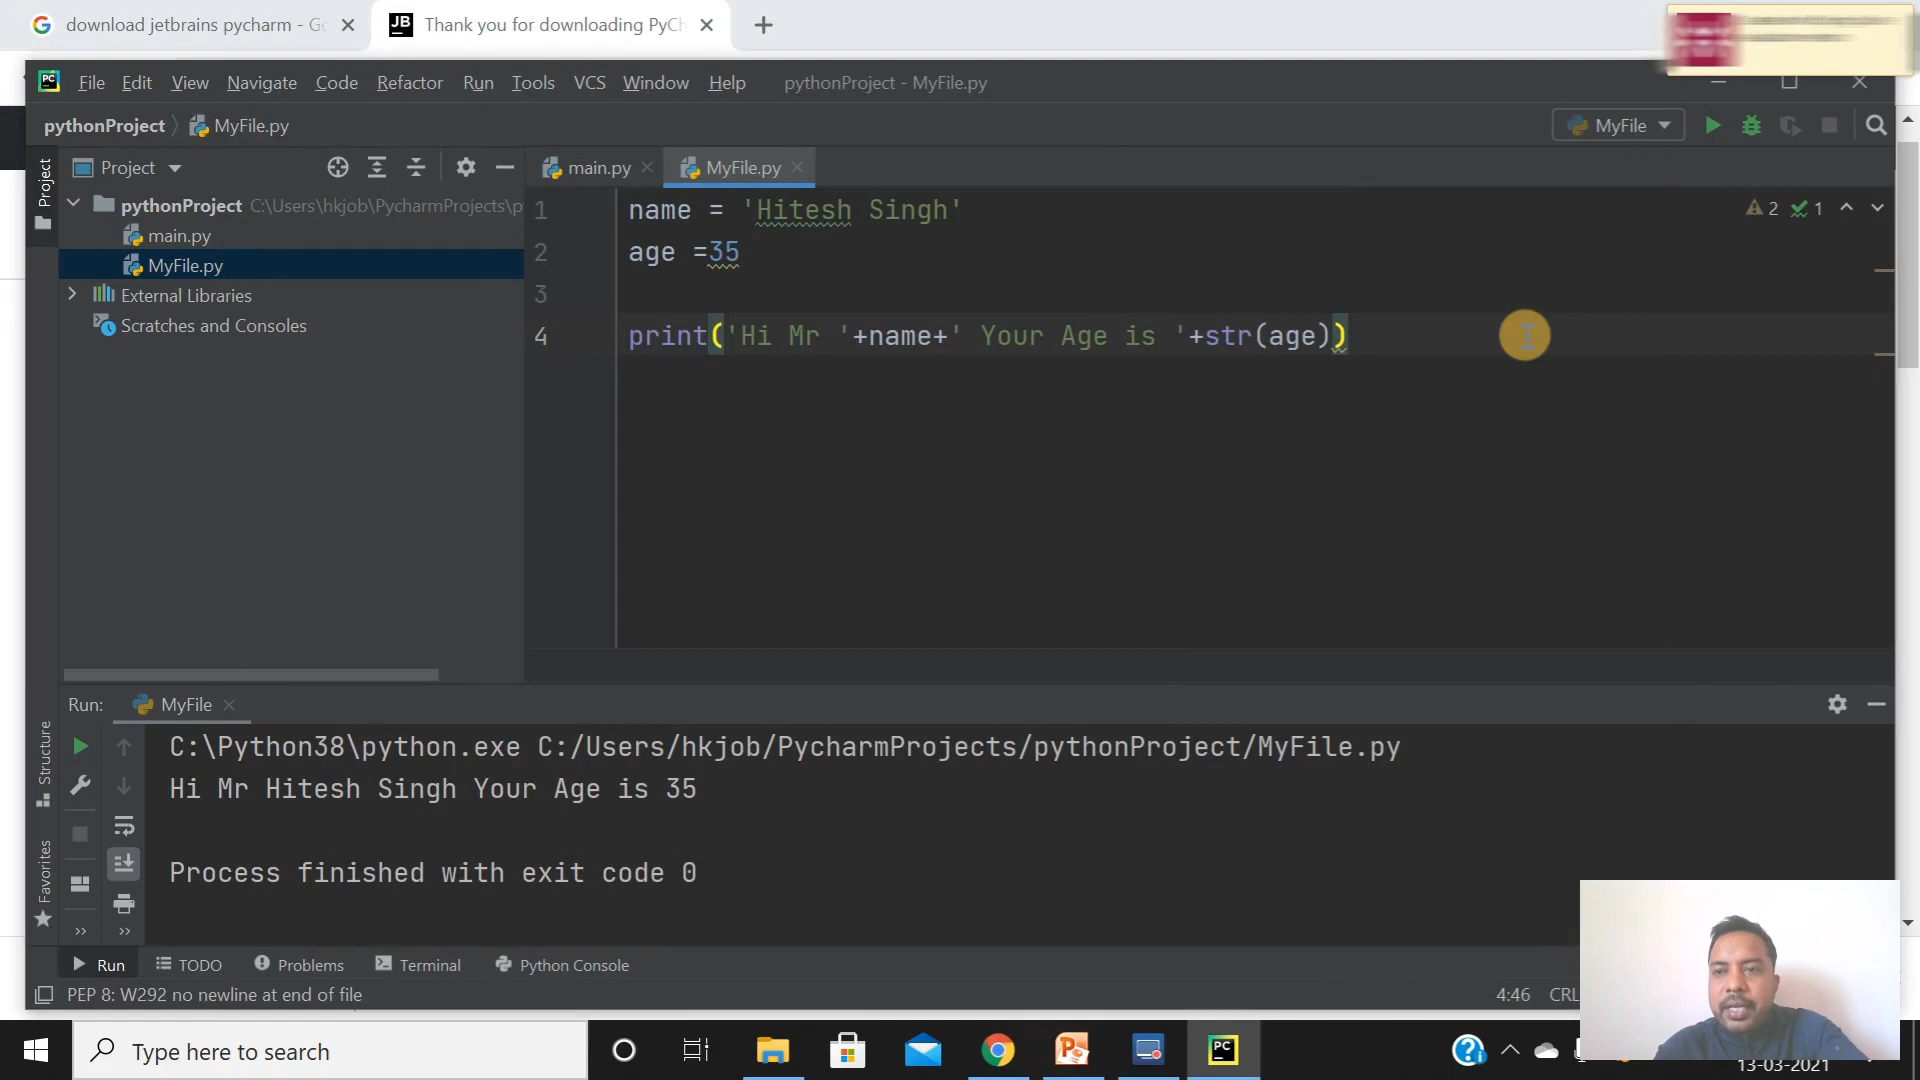 download jetbrains pycharm - Go
Thank you for downloading PyCh
File Edit View Navigate Code Refactor Run Tools VCS Window Help pythonProject - MyFile.py
pythonProject MyFile.py
MyFile
Project
Project
main.py
MyFile.py
pythonProject C:\Users\hkjob\PycharmProjects\p
main.py
MyFile.py
External Libraries
Scratches and Consoles
1 name = 'Hitesh Singh'
2 age =35
3
4 print('Hi Mr '+name+' Your Age is '+str(age))
2 1
Run: MyFile
C:\Python38\python.exe C:/Users/hkjob/PycharmProjects/pythonProject/MyFile.py
Hi Mr Hitesh Singh Your Age is 35
Process finished with exit code 0
Structure
Favorites
Run TODO Problems Terminal Python Console
PEP 8: W292 no newline at end of file
4:46 CRL
Type here to search
13-03-2021